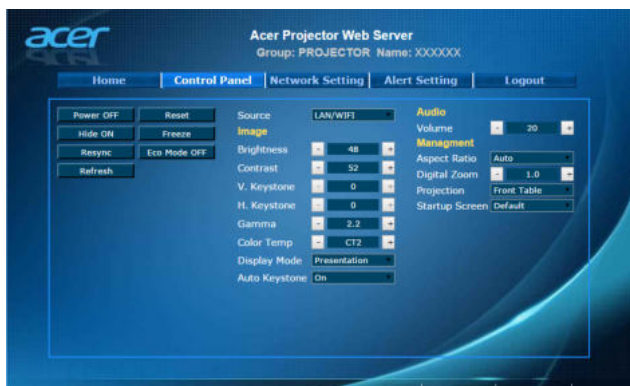 acer
Acer Projector Web Server
Group: PROJECTOR Name: XXXXXX
Home Control Panel Network Setting Alert Setting Logout
Power OFF Reset
Hide ON Freeze
Resync Eco Mode OFF
Refresh
Source LAN/WIFI
Image
Brightness - 48 +
Contrast - 52 +
V. Keystone - 0 +
H. Keystone - 0 +
Gamma - 2.2 +
Color Temp - CT2 +
Display Mode Presentation
Auto Keystone On
Audio
Volume - 20 +
Managment
Aspect Ratio Auto
Digital Zoom - 1.0 +
Projection Front Table
Startup Screen Default